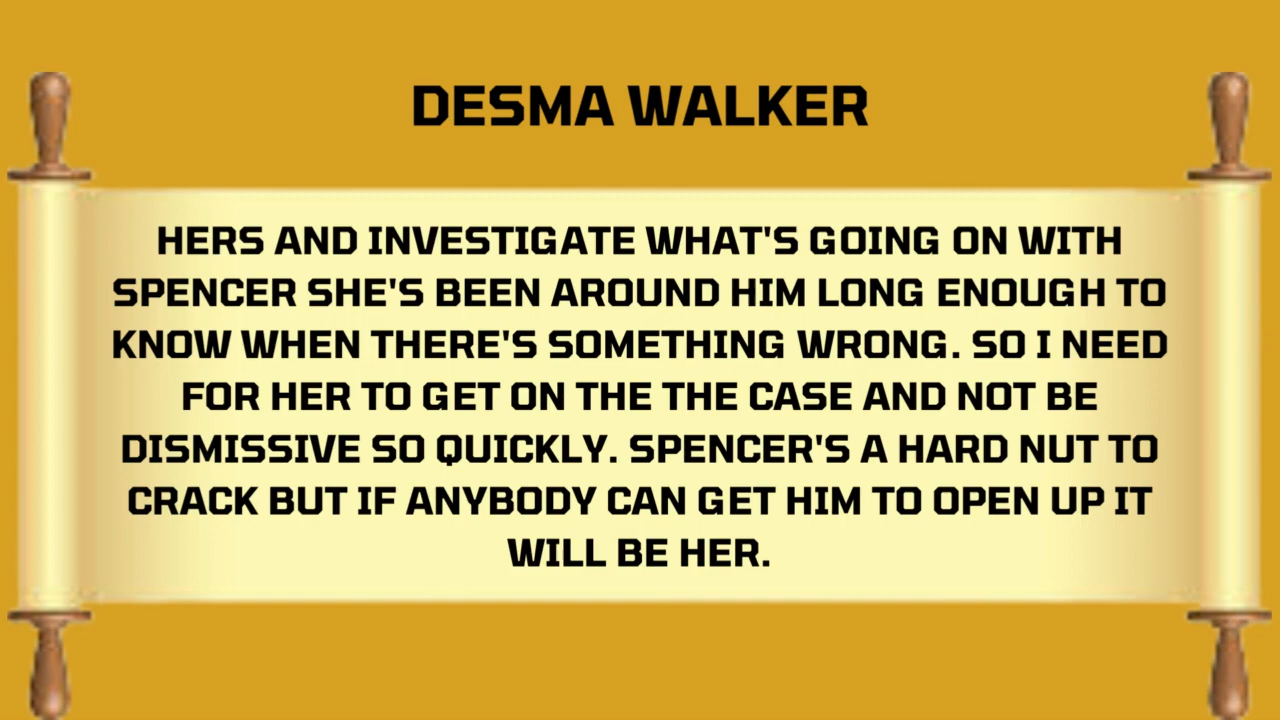 DESMA WALKER
HERS AND INVESTIGATE WHAT'S GOING ON WITH
SPENCER SHE'S BEEN AROUND HIM LONG ENOUGH TO
KNOW WHEN THERE'S SOMETHING WRONG. SO I NEED
FOR HER TO GET ON THE THE CASE AND NOT BE
DISMISSIVE SO QUICKLY. SPENCER'S A HARD NUT TO
CRACK BUT IF ANYBODY CAN GET HIM TO OPEN UP IT
WILL BE HER.